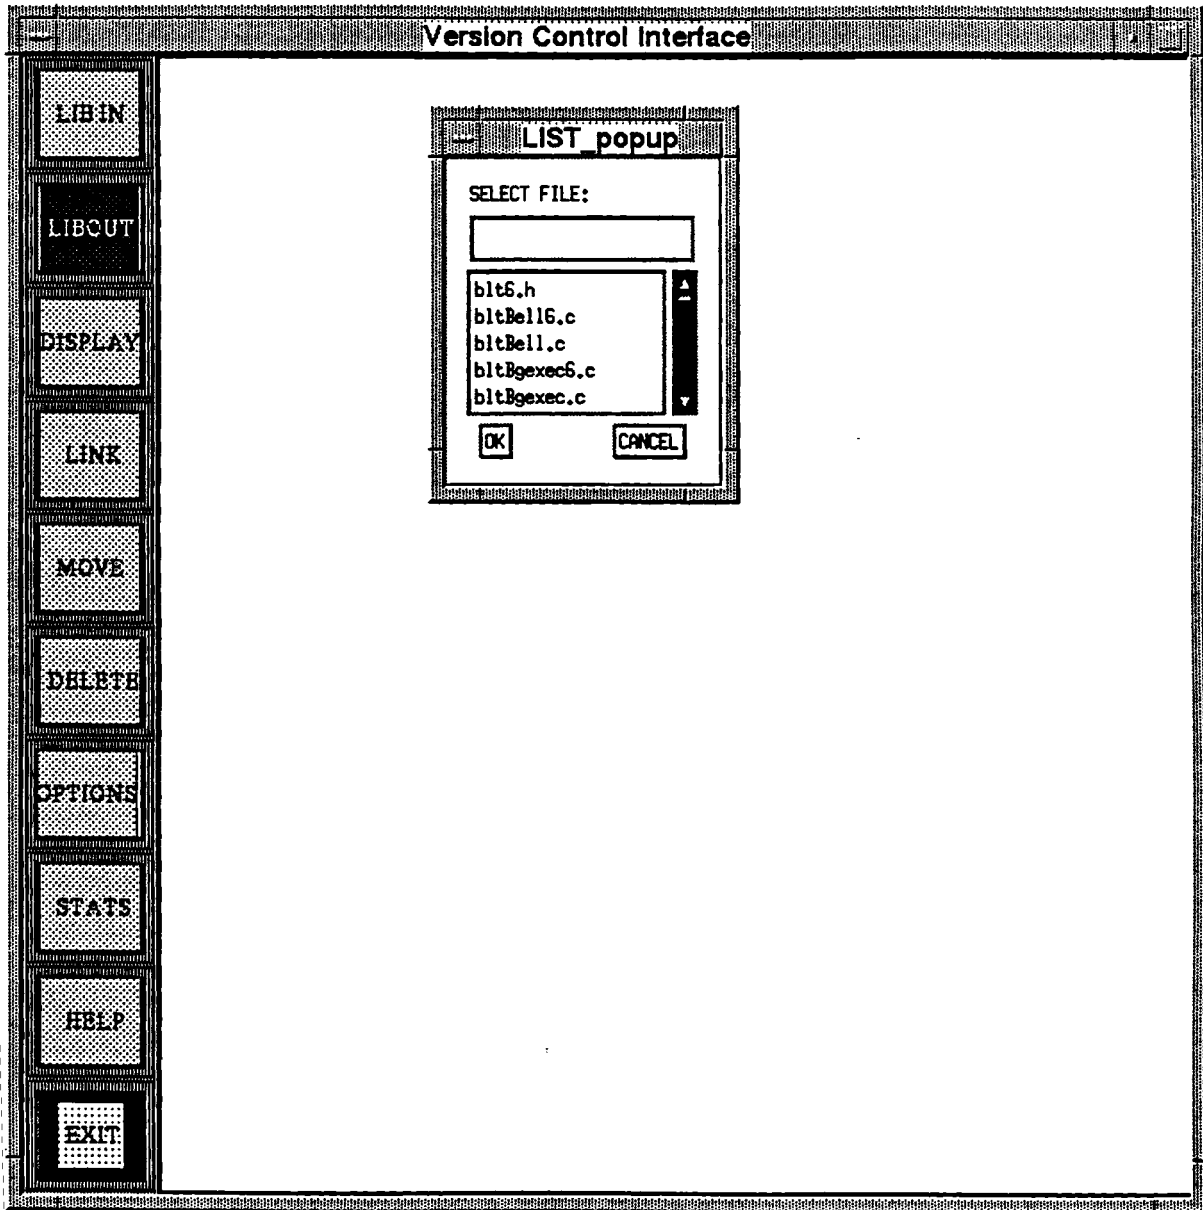 Version Control Interface
LIBIN
LIBOUT
DISPLAY
LINK
MOVE
DELETE
OPTIONS
STATS
HELP
EXIT
LIST_popup
SELECT FILE:
blt6.h
bltBell6.c
bltBell.c
bltBgexec6.c
bltBgexec.c
OK CANCEL